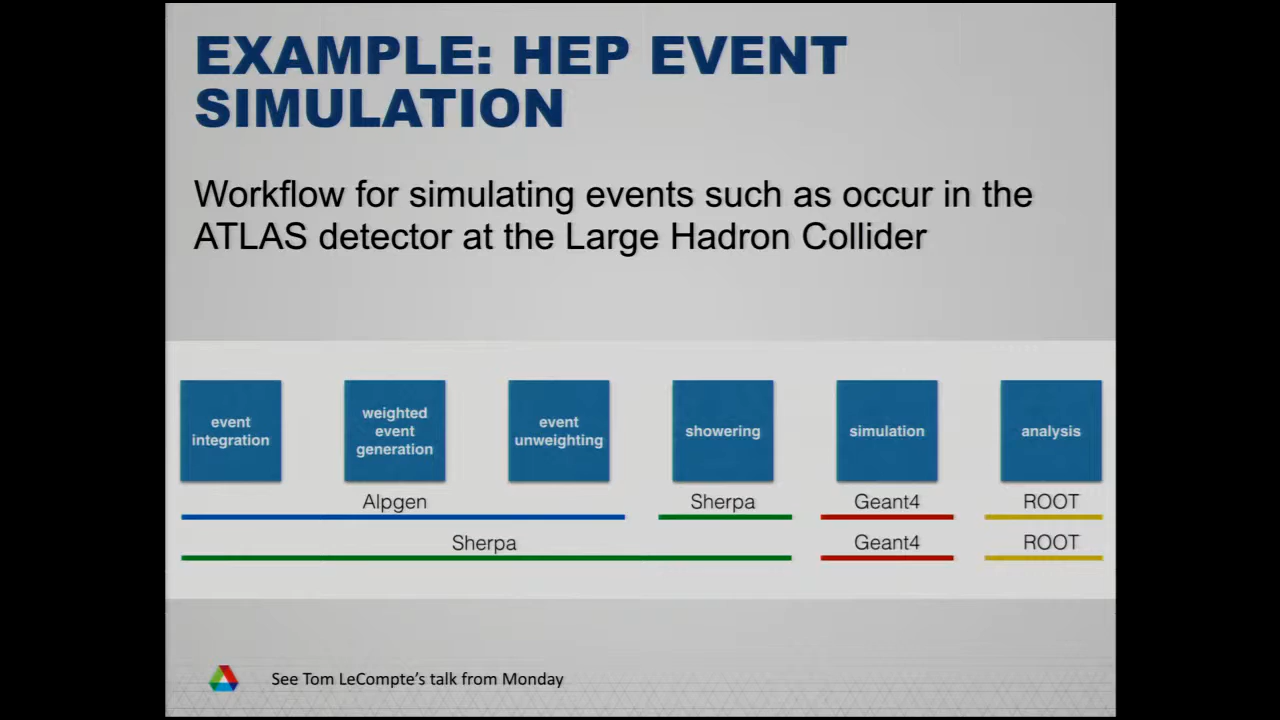 EXAMPLE: HEP EVENT
SIMULATION
Workflow for simulating events such as occur in the
ATLAS detector at the Large Hadron Collider
event
integration
weighted
event
generation
event
unweighting
showering
simulation
analysis
Alpgen
Sherpa
Geant4
ROOT
Sherpa
Geant4
ROOT
See Tom LeCompte's talk from Monday